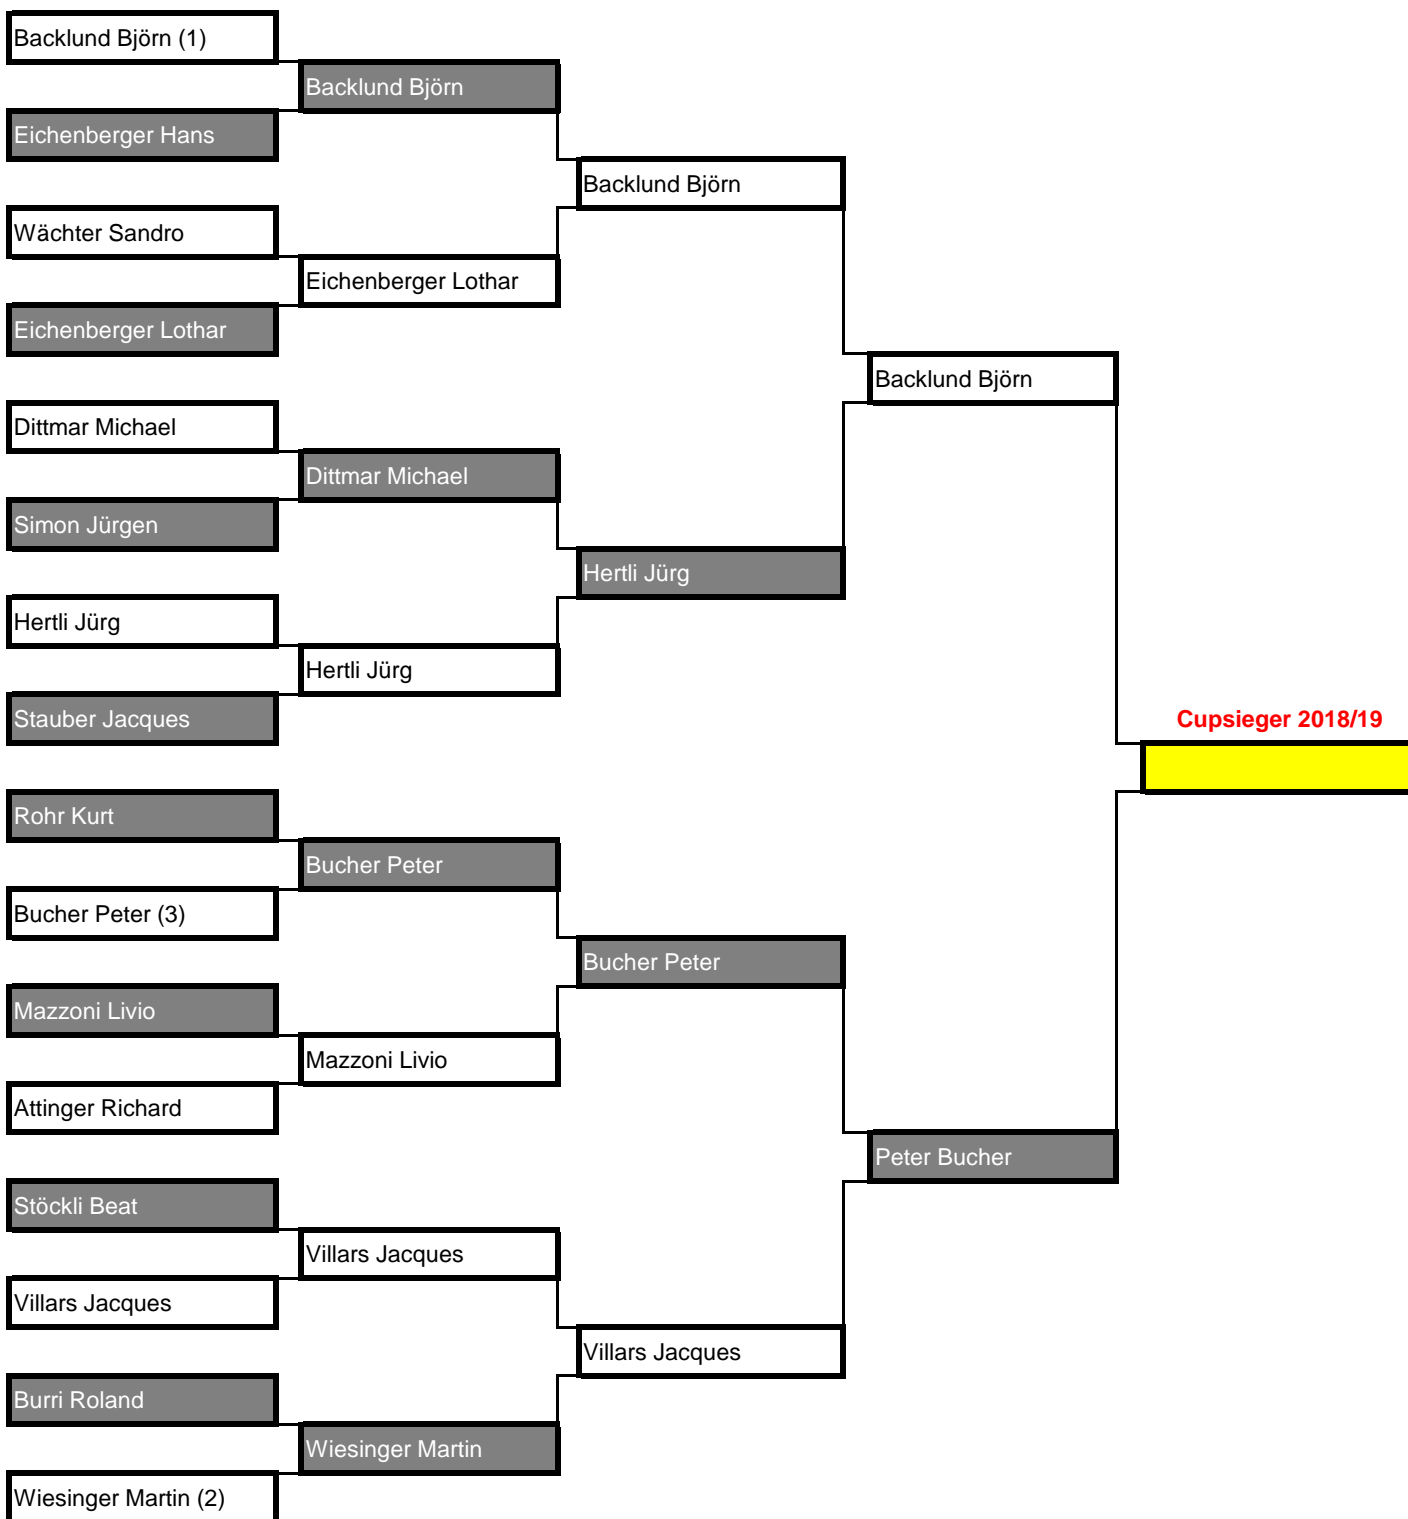 Backlund Björn (1)
Backlund Björn
Eichenberger Hans
Backlund Björn
Wächter Sandro
Eichenberger Lothar
Eichenberger Lothar
Backlund Björn
Dittmar Michael
Dittmar Michael
Simon Jürgen
Hertli Jürg
Hertli Jürg
Hertli Jürg
Stauber Jacques
Cupsieger 2018/19
Rohr Kurt
Bucher Peter
Bucher Peter (3)
Bucher Peter
Mazzoni Livio
Mazzoni Livio
Attinger Richard
Peter Bucher
Stöckli Beat
Villars Jacques
Villars Jacques
Villars Jacques
Burri Roland
Wiesinger Martin
Wiesinger Martin (2)